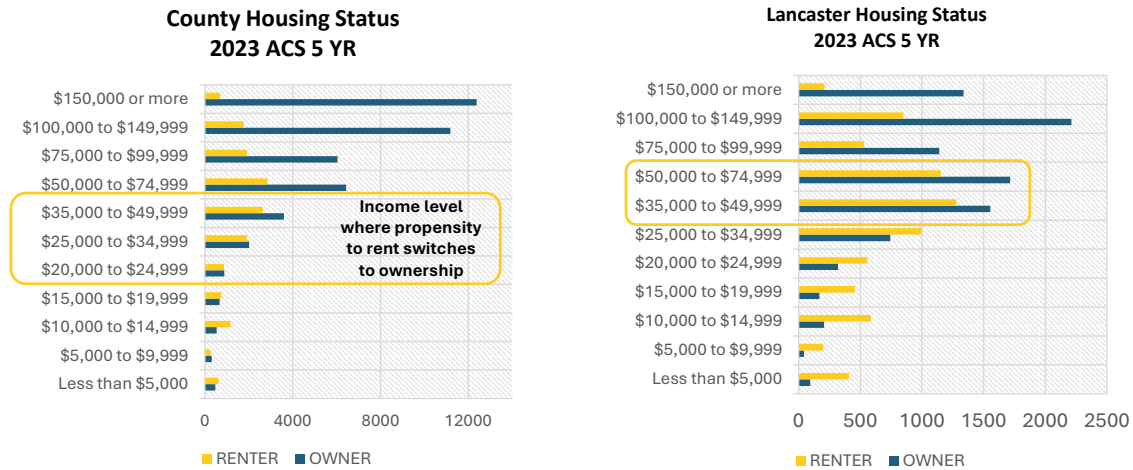 County Housing Status
2023 ACS 5 YR
$150,000 or more
$100,000 to $149,999
$75,000 to $99,999
$50,000 to $74,999
$35,000 to $49,999
$25,000 to $34,999
$20,000 to $24,999
$15,000 to $19,999
$10,000 to $14,999
$5,000 to $9,999
Less than $5,000
Income level
where propensity
to rent switches
to ownership
0 4000 8000 12000
RENTER OWNER
Lancaster Housing Status
2023 ACS 5 YR
$150,000 or more
$100,000 to $149,999
$75,000 to $99,999
$50,000 to $74,999
$35,000 to $49,999
$25,000 to $34,999
$20,000 to $24,999
$15,000 to $19,999
$10,000 to $14,999
$5,000 to $9,999
Less than $5,000
0 500 1000 1500 2000 2500
RENTER OWNER